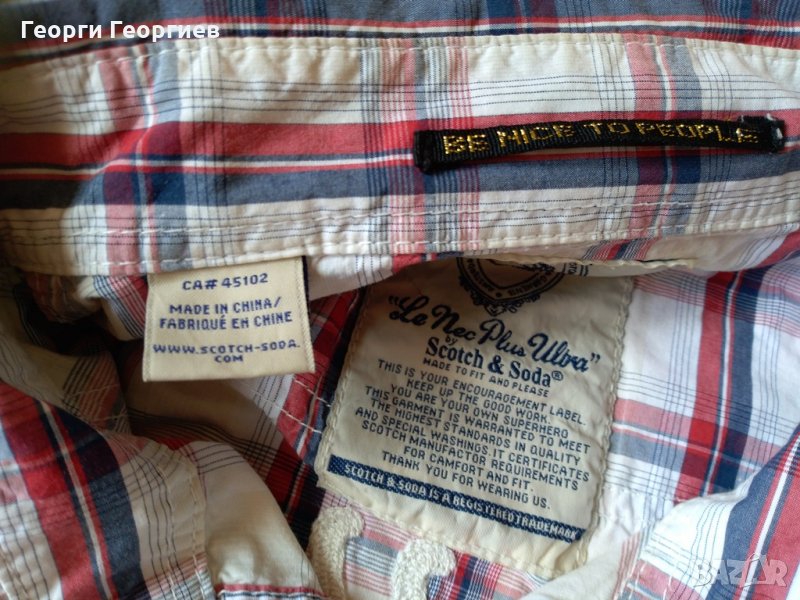 Георги Георгиев
BE NICE TO PEOPLE
CA# 45102
MADE IN CHINA/
FABRIQUÉ EN CHINE
WWW.SCOTCH-SODA.
COM
"Le Nec Plus Ultra"
by
Scotch & Soda®
MADE TO FIT AND PLEASE
THIS IS YOUR ENCOURAGEMENT LABEL.
KEEP UP THE GOOD WORK AND
YOU ARE YOUR OWN SUPERHERO
THIS GARMENT IS WARRANTED TO MEET
THE HIGHEST STANDARDS IN QUALITY
AND SPECIAL WASHINGS. IT CERTIFICATES
SCOTCH MANUFACTOR REQUIREMENTS
FOR COMFORT AND FIT.
THANK YOU FOR WEARING US.
SCOTCH & SODA IS A REGISTERED TRADEMARK
BAZAR